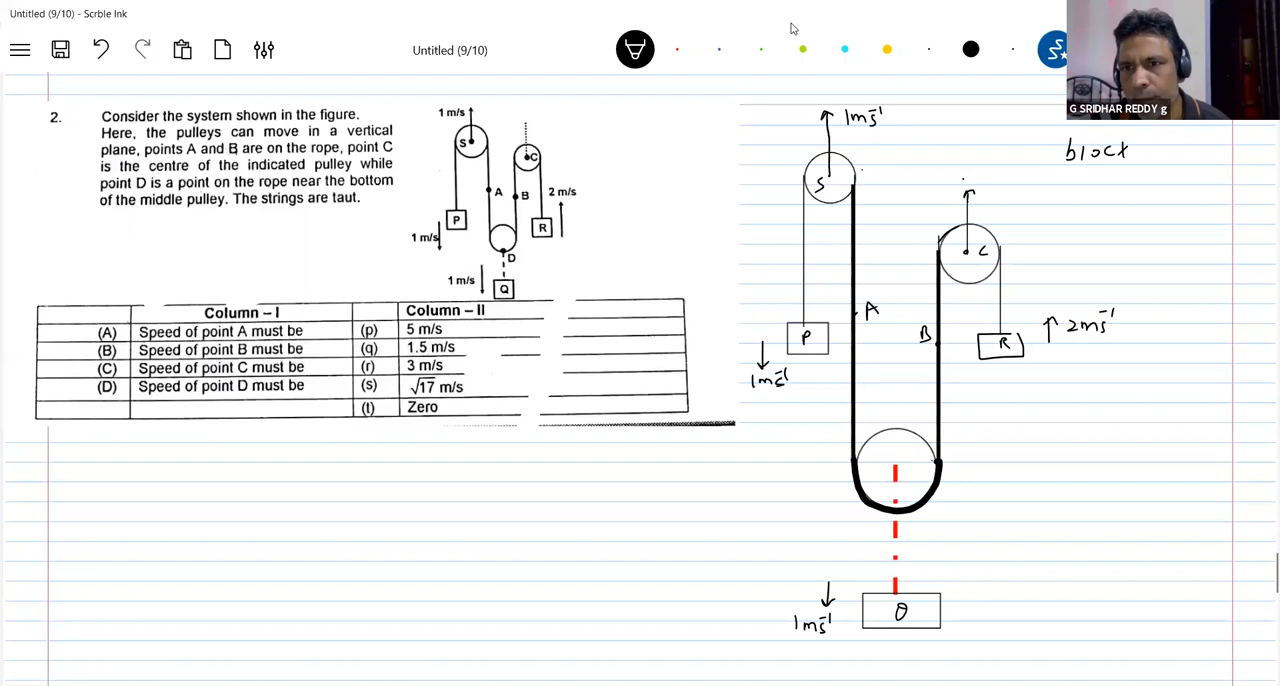 Untitled (9/10) - Scrble Ink
Untitled (9/10)
G SRIDHAR REDDY g
2. Consider the system shown in the figure.
Here, the pulleys can move in a vertical
plane, points A and B are on the rope, point C
is the centre of the indicated pulley while
point D is a point on the rope near the bottom
of the middle pulley. The strings are taut.
1 m/s
S
C
A
B
2 m/s
P
R
1 m/s
D
1 m/s
Q
Column – I Column – II
(A) Speed of point A must be (p) 5 m/s
(B) Speed of point B must be (q) 1.5 m/s
(C) Speed of point C must be (r) 3 m/s
(D) Speed of point D must be (s) √17 m/s
(t) Zero
1ms⁻¹
block
S
C
A
B
P
R
2ms⁻¹
1ms⁻¹
1ms⁻¹
Q